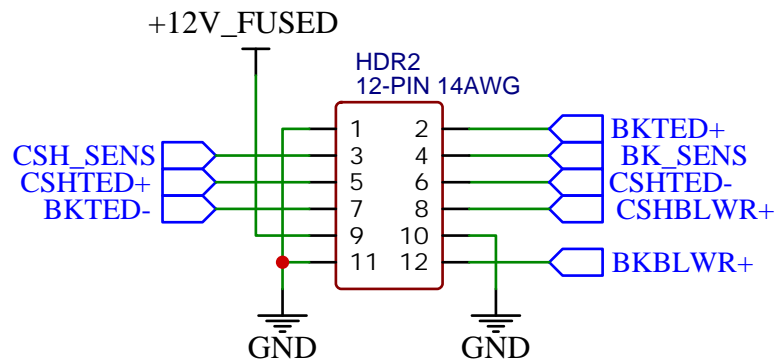 +12V_FUSED
HDR2
12-PIN 14AWG
1 2 BKTED+
CSH_SENS 3 4 BK_SENS
CSHTED+ 5 6 CSHTED-
BKTED- 7 8 CSHBLWR+
9 10
11 12 BKBLWR+
GND GND